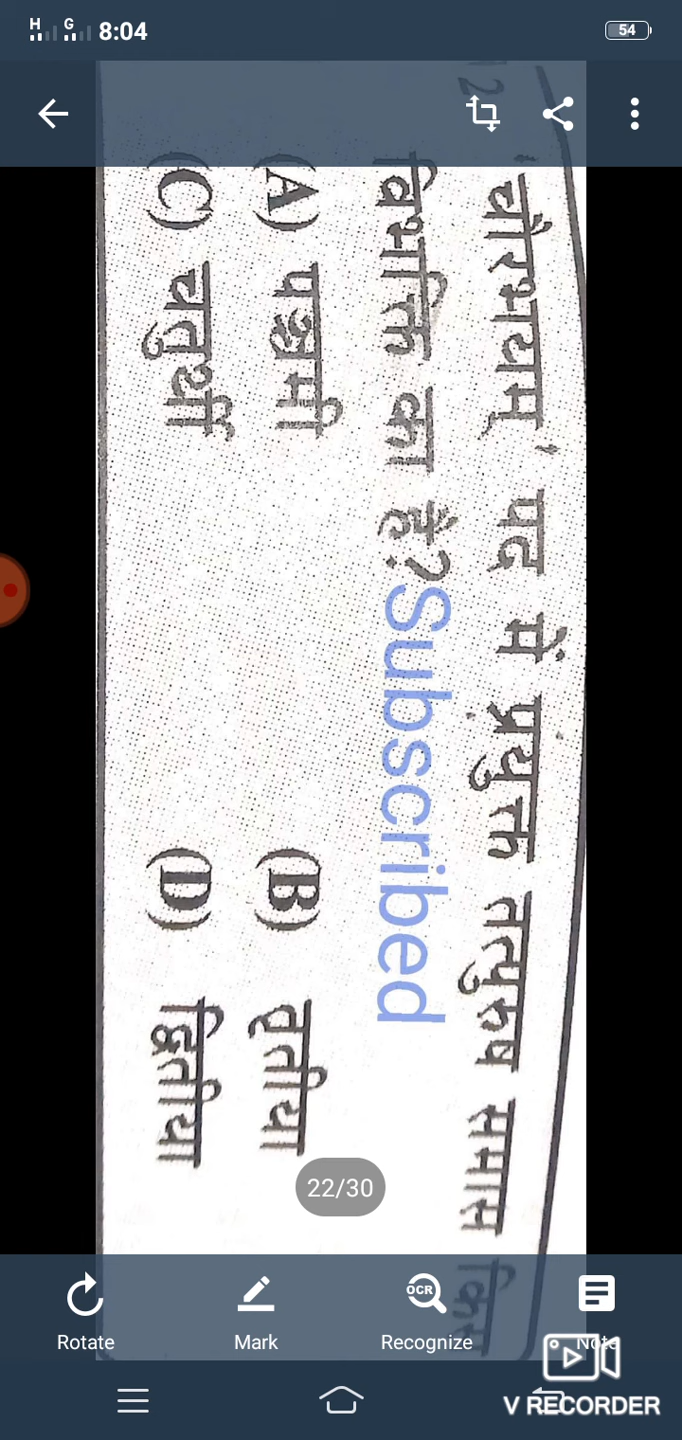 H G 8:04 54
'चौरभयम्' पद में प्रयुक्त तत्पुरुष समास किस
विभक्ति का है? Subscribed
(A) पञ्चमी (B) तृतीया
(C) चतुर्थी (D) द्वितीया
22/30
Rotate Mark Recognize Note
OCR
V RECORDER